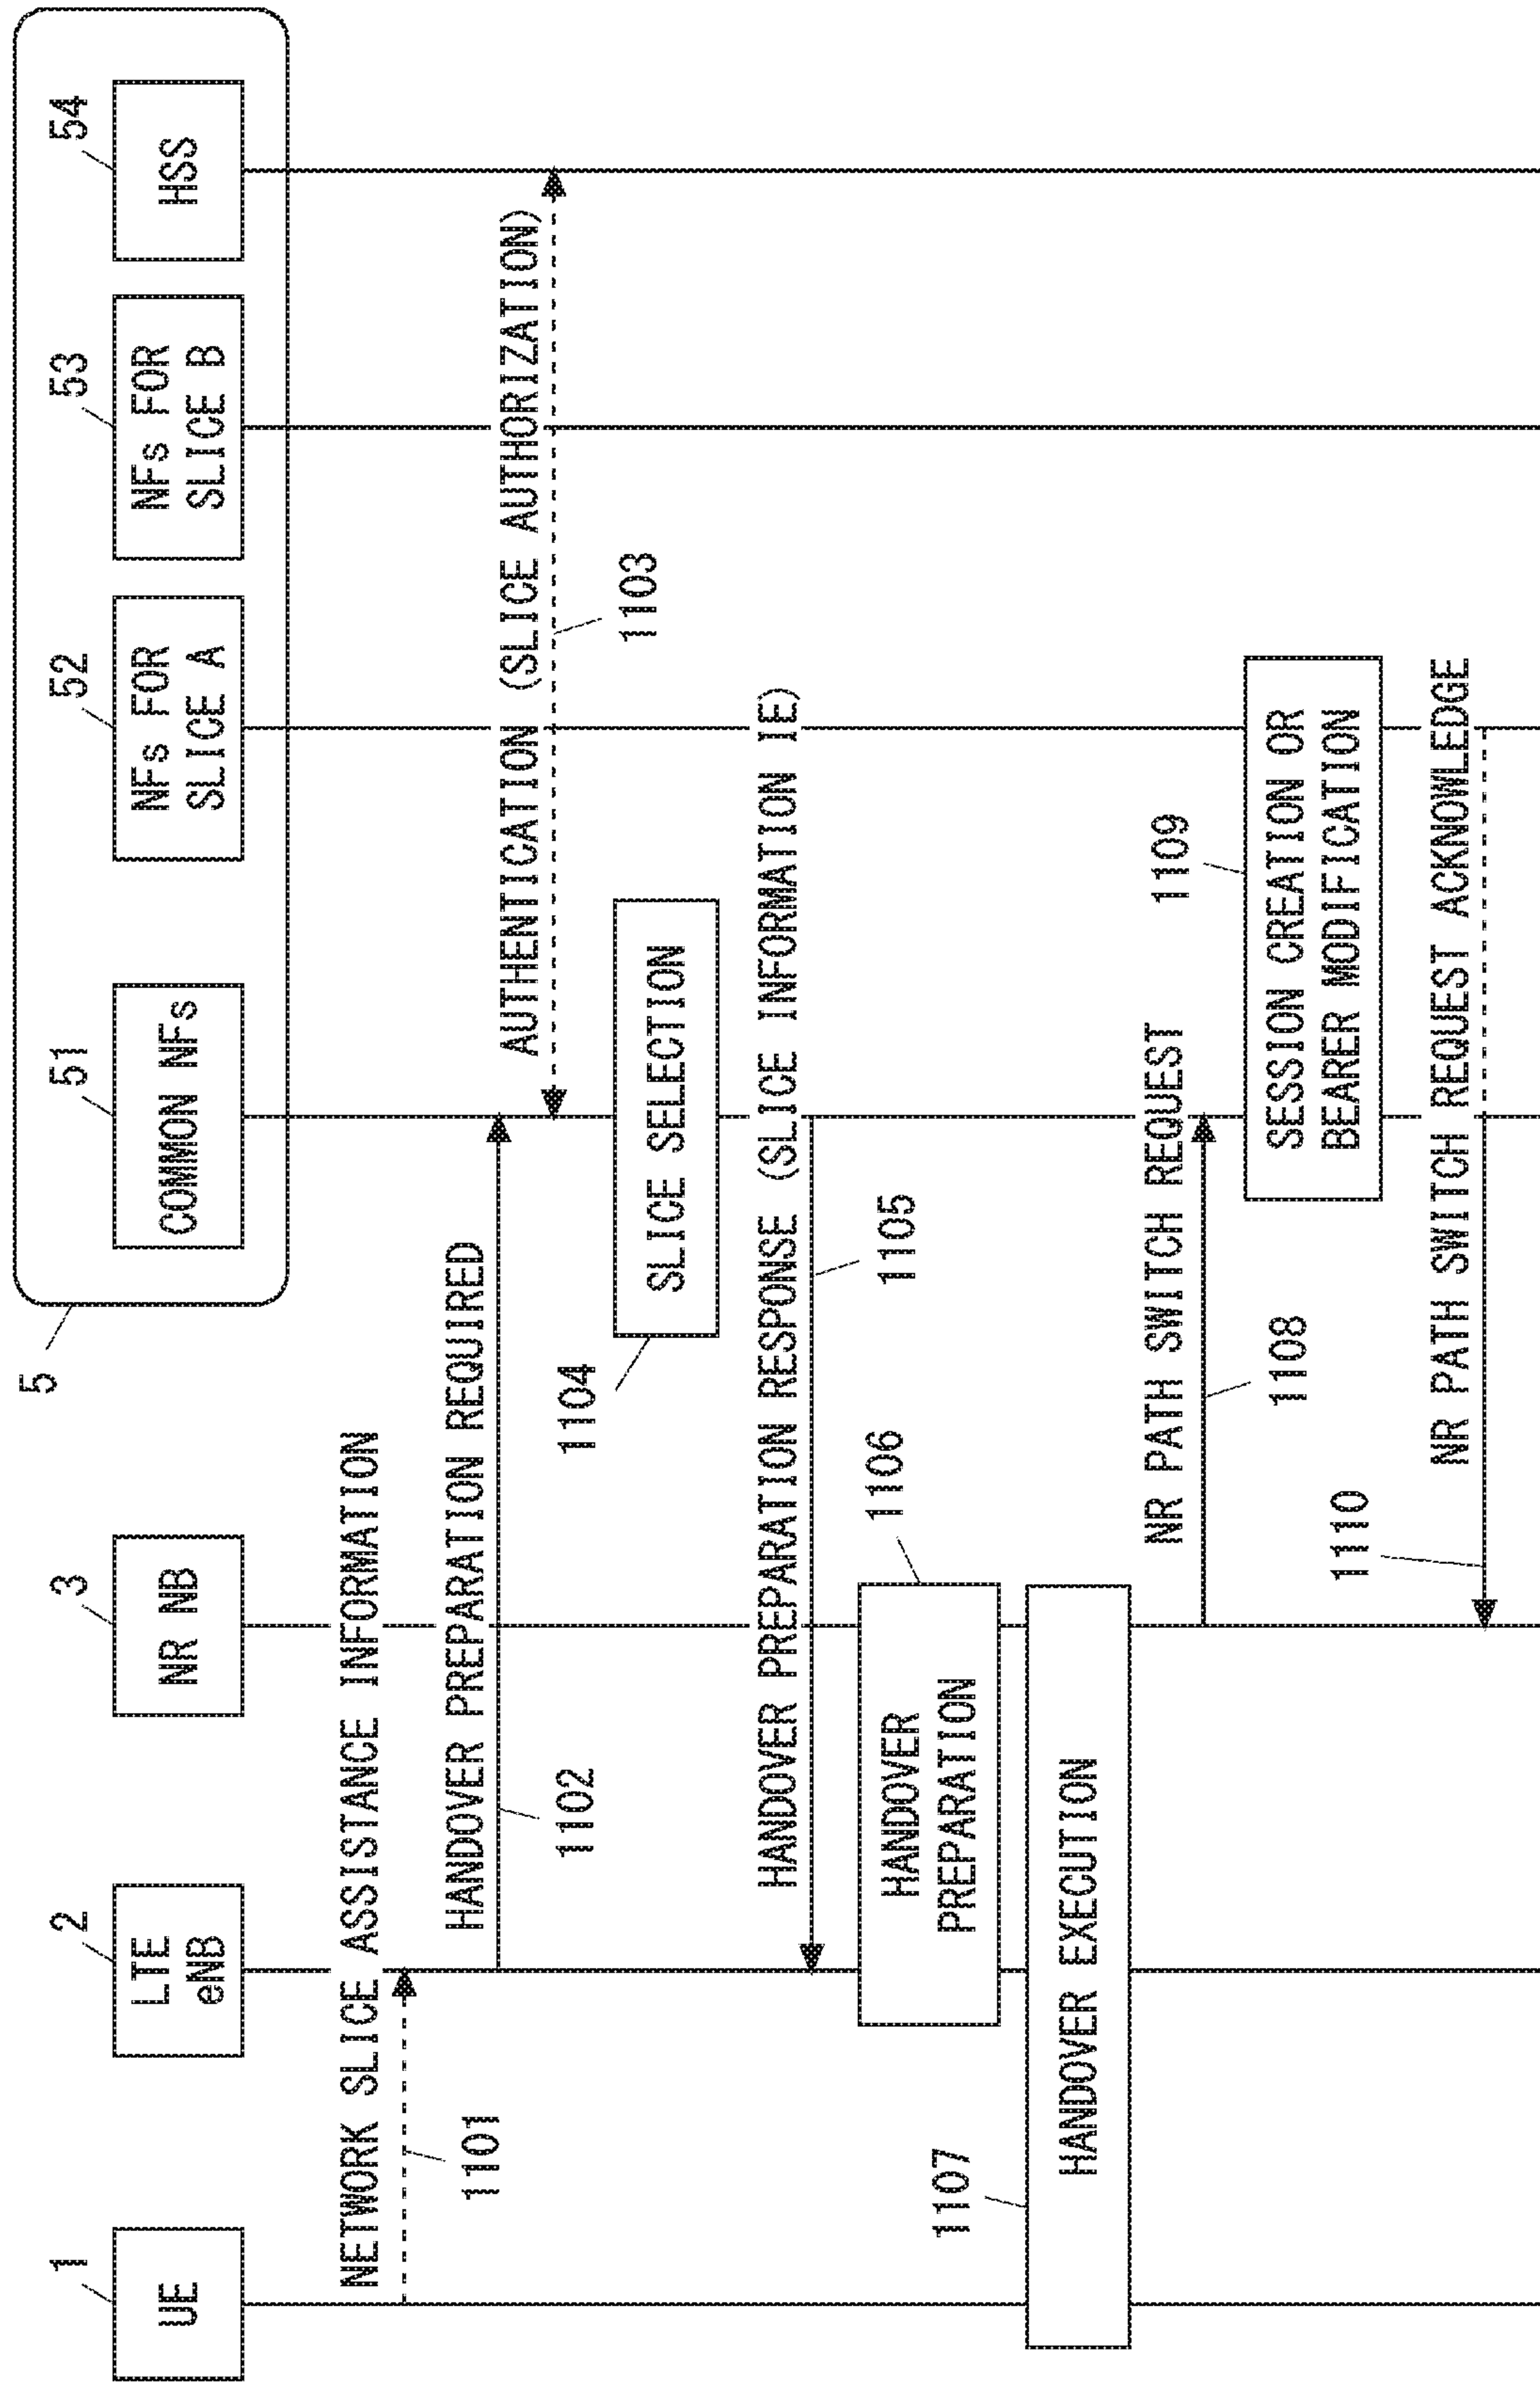 5
1
2
3
51
52
53
54
UE
LTE
eNB
NR NB
COMMON NFs
NFs FOR
SLICE A
NFs FOR
SLICE B
HSS
NETWORK SLICE ASSISTANCE INFORMATION
1101
HANDOVER PREPARATION REQUIRED
1102
AUTHENTICATION (SLICE AUTHORIZATION)
1103
1104
SLICE SELECTION
HANDOVER PREPARATION RESPONSE (SLICE INFORMATION IE)
1105
1106
HANDOVER
PREPARATION
1107
HANDOVER EXECUTION
NR PATH SWITCH REQUEST
1108
1109
SESSION CREATION OR
BEARER MODIFICATION
NR PATH SWITCH REQUEST ACKNOWLEDGE
1110